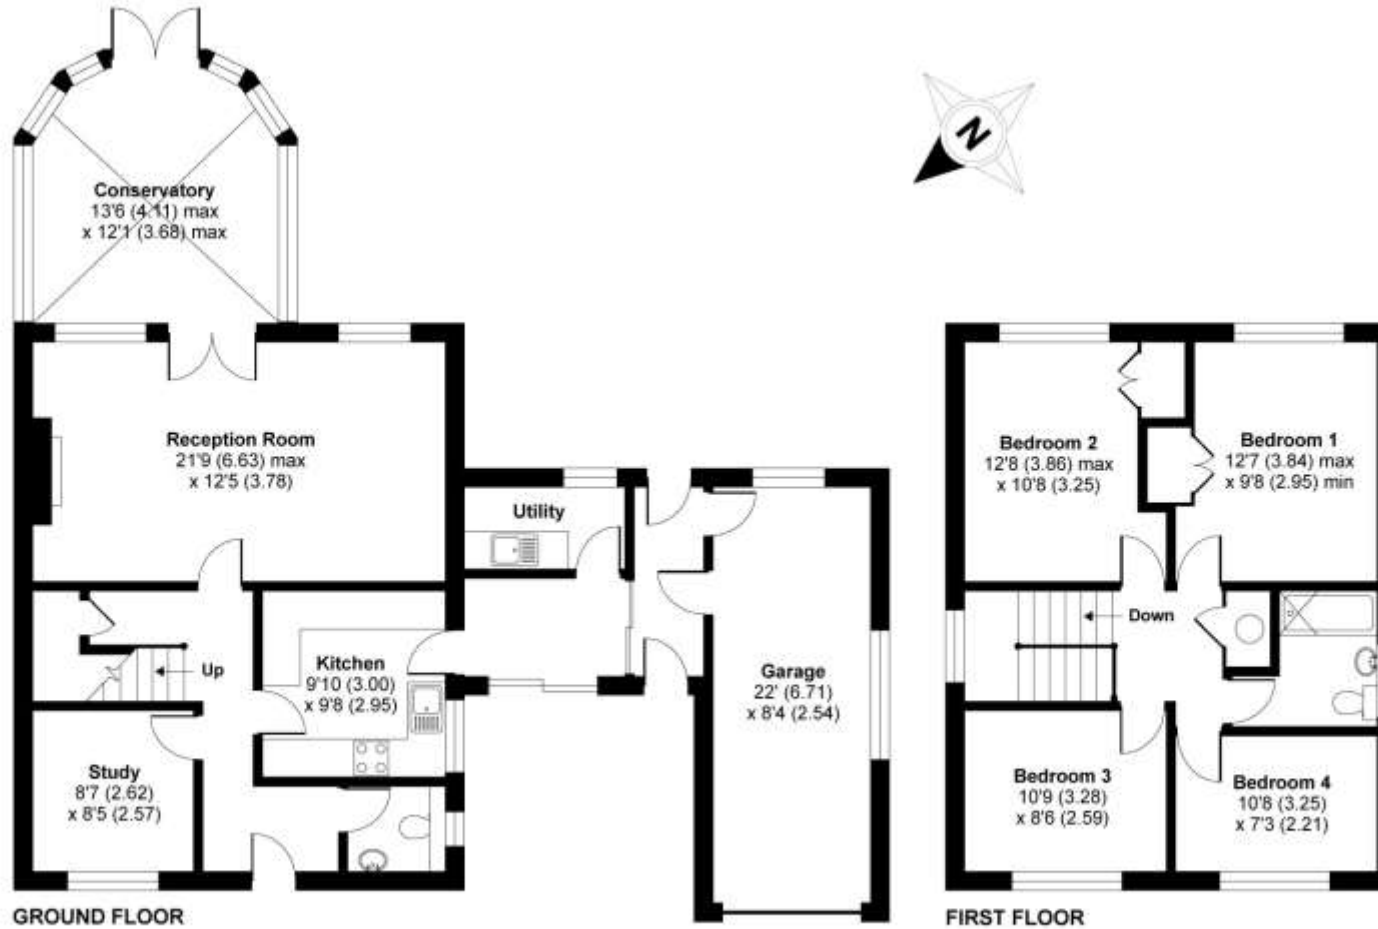 N
Conservatory
13'6 (4.11) max
x 12'1 (3.68) max
Reception Room
21'9 (6.63) max
x 12'5 (3.78)
Utility
Up
Kitchen
9'10 (3.00)
x 9'8 (2.95)
Study
8'7 (2.62)
x 8'5 (2.57)
Garage
22' (6.71)
x 8'4 (2.54)
GROUND FLOOR
Bedroom 2
12'8 (3.86) max
x 10'8 (3.25)
Bedroom 1
12'7 (3.84) max
x 9'8 (2.95) min
Down
Bedroom 3
10'9 (3.28)
x 8'6 (2.59)
Bedroom 4
10'8 (3.25)
x 7'3 (2.21)
FIRST FLOOR